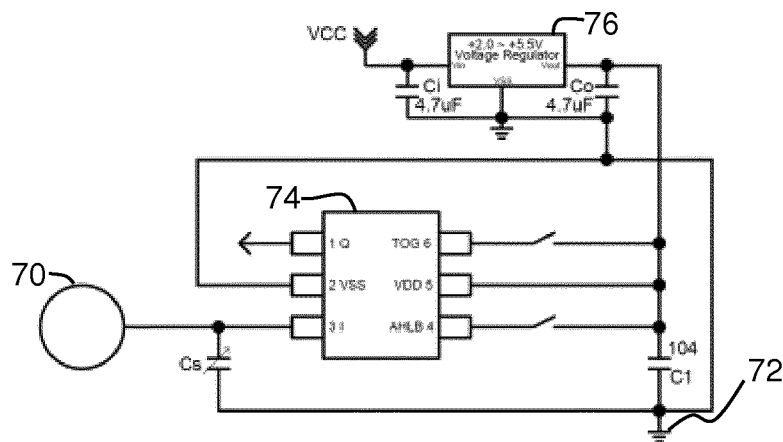 VCC
76
+2.0 ~ +5.5V
Voltage Regulator
Vin
Vout
VSS
Ci
4.7uF
Co
4.7uF
74
1 Q
TOG 6
70
2 VSS
VDD 5
3 I
AHLB 4
Cs
104
C1
72